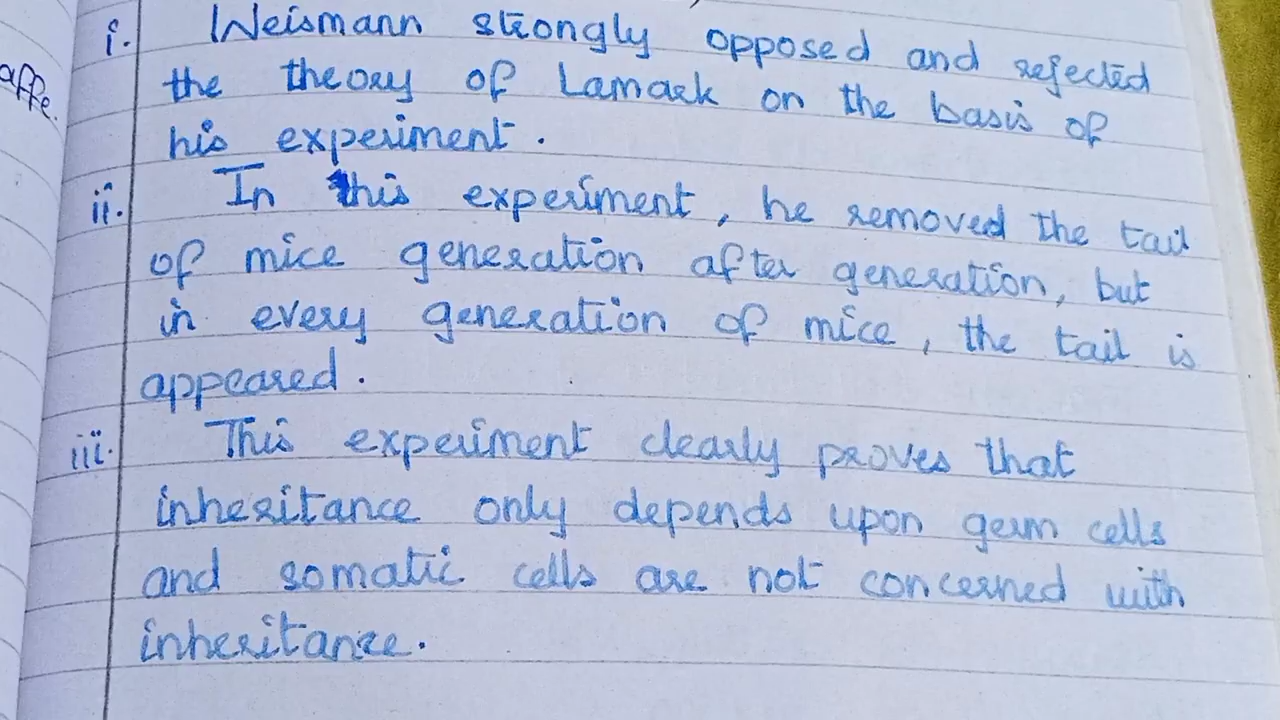 affe.
i. Weismann strongly opposed and rejected
the theory of Lamark on the basis of
his experiment.
ii. In this experiment, he removed the tail
of mice generation after generation, but
in every generation of mice, the tail is
appeared.
iii. This experiment clearly proves that
inheritance only depends upon germ cells
and somatic cells are not concerned with
inheritance.